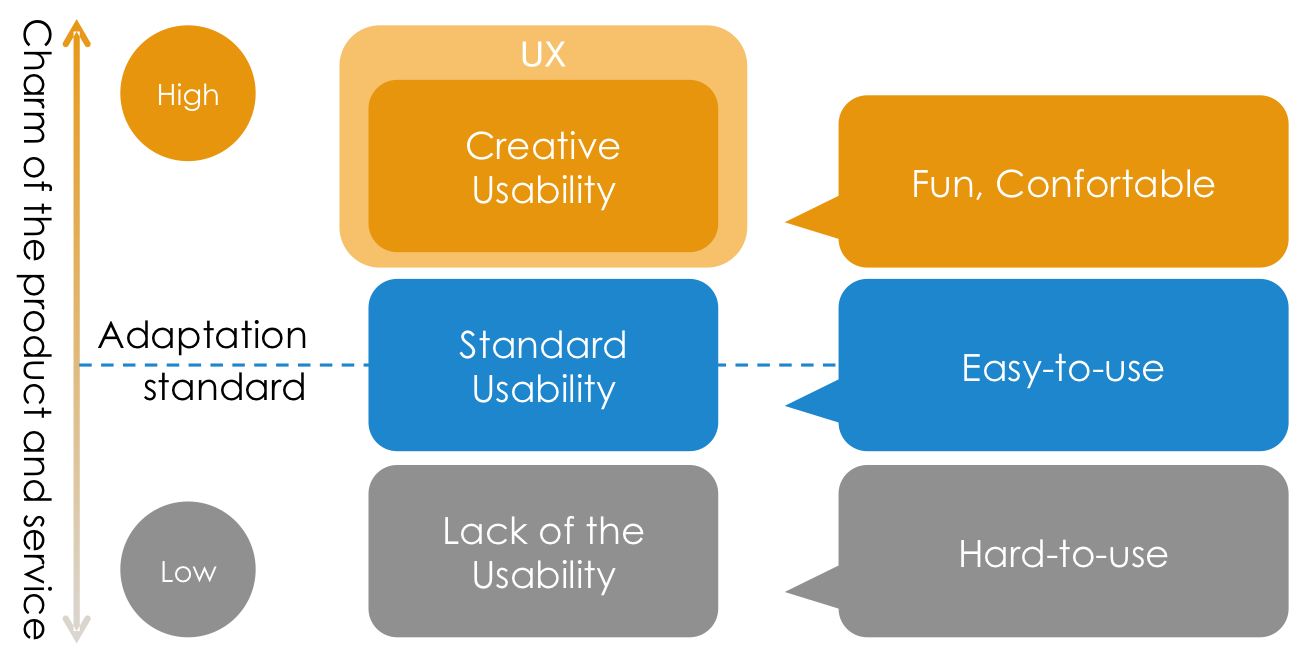 Charm of the product and service
High
UX
Creative
Usability
Fun, Confortable
Adaptation
standard
Standard
Usability
Easy-to-use
Low
Lack of the
Usability
Hard-to-use